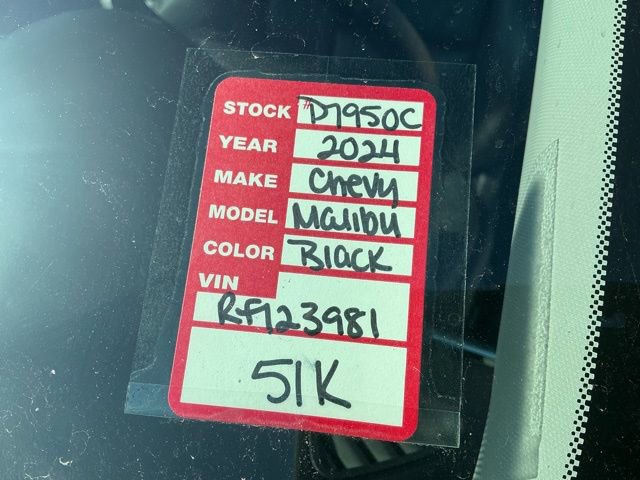 STOCK # D7950C
YEAR 2024
MAKE Chevy
MODEL Malibu
COLOR Black
VIN
RF123981
51K